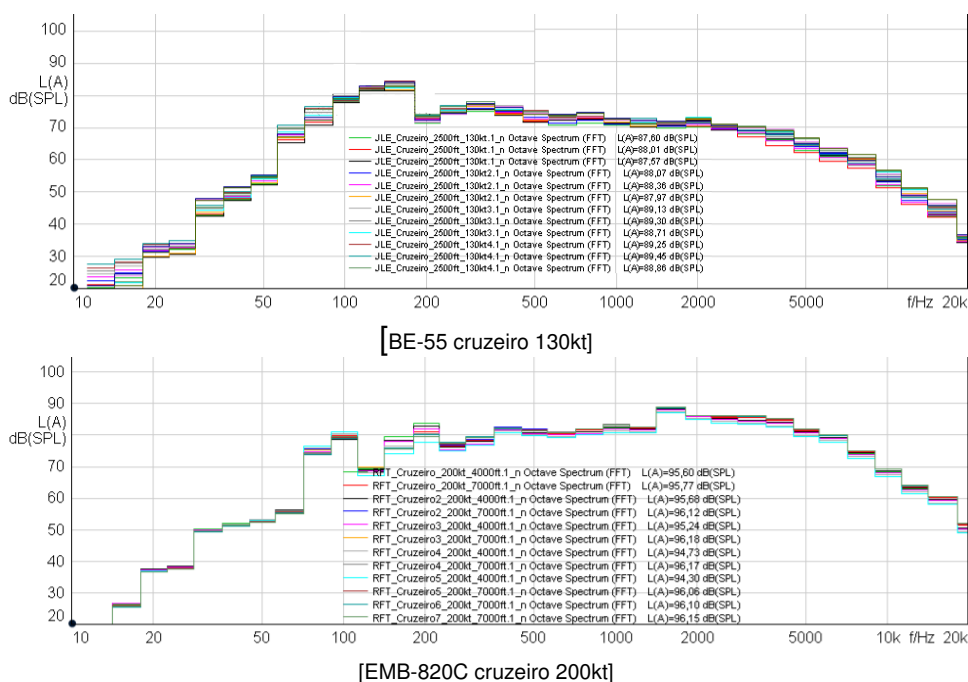 100
90
L(A)
80
dB(SPL)
70
60
50
40
30
20
JLE_Cruzeiro_2500ft_130kt.1_n Octave Spectrum (FFT) L(A)=87,60 dB(SPL)
JLE_Cruzeiro_2500ft_130kt.1_n Octave Spectrum (FFT) L(A)=88,01 dB(SPL)
JLE_Cruzeiro_2500ft_130kt.1_n Octave Spectrum (FFT) L(A)=87,57 dB(SPL)
JLE_Cruzeiro_2500ft_130kt2.1_n Octave Spectrum (FFT) L(A)=88,07 dB(SPL)
JLE_Cruzeiro_2500ft_130kt2.1_n Octave Spectrum (FFT) L(A)=88,36 dB(SPL)
JLE_Cruzeiro_2500ft_130kt2.1_n Octave Spectrum (FFT) L(A)=87,97 dB(SPL)
JLE_Cruzeiro_2500ft_130kt3.1_n Octave Spectrum (FFT) L(A)=89,13 dB(SPL)
JLE_Cruzeiro_2500ft_130kt3.1_n Octave Spectrum (FFT) L(A)=89,30 dB(SPL)
JLE_Cruzeiro_2500ft_130kt3.1_n Octave Spectrum (FFT) L(A)=88,71 dB(SPL)
JLE_Cruzeiro_2500ft_130kt4.1_n Octave Spectrum (FFT) L(A)=89,25 dB(SPL)
JLE_Cruzeiro_2500ft_130kt4.1_n Octave Spectrum (FFT) L(A)=89,45 dB(SPL)
JLE_Cruzeiro_2500ft_130kt4.1_n Octave Spectrum (FFT) L(A)=88,86 dB(SPL)
10 20 50 100 200 500 1000 2000 5000 f/Hz 20k
[BE-55 cruzeiro 130kt]
100
90
L(A)
80
dB(SPL)
70
60
50
40
30
20
RFT_Cruzeiro_200kt_4000ft.1_n Octave Spectrum (FFT) L(A)=95,60 dB(SPL)
RFT_Cruzeiro_200kt_7000ft.1_n Octave Spectrum (FFT) L(A)=95,77 dB(SPL)
RFT_Cruzeiro2_200kt_4000ft.1_n Octave Spectrum (FFT) L(A)=95,68 dB(SPL)
RFT_Cruzeiro2_200kt_7000ft.1_n Octave Spectrum (FFT) L(A)=96,12 dB(SPL)
RFT_Cruzeiro3_200kt_4000ft.1_n Octave Spectrum (FFT) L(A)=95,24 dB(SPL)
RFT_Cruzeiro3_200kt_7000ft.1_n Octave Spectrum (FFT) L(A)=96,18 dB(SPL)
RFT_Cruzeiro4_200kt_4000ft.1_n Octave Spectrum (FFT) L(A)=94,73 dB(SPL)
RFT_Cruzeiro4_200kt_7000ft.1_n Octave Spectrum (FFT) L(A)=96,17 dB(SPL)
RFT_Cruzeiro5_200kt_4000ft.1_n Octave Spectrum (FFT) L(A)=94,30 dB(SPL)
RFT_Cruzeiro5_200kt_7000ft.1_n Octave Spectrum (FFT) L(A)=96,06 dB(SPL)
RFT_Cruzeiro6_200kt_7000ft.1_n Octave Spectrum (FFT) L(A)=96,10 dB(SPL)
RFT_Cruzeiro7_200kt_7000ft.1_n Octave Spectrum (FFT) L(A)=96,15 dB(SPL)
10 20 50 100 200 500 1000 2000 5000 10k f/Hz 20k
[EMB-820C cruzeiro 200kt]